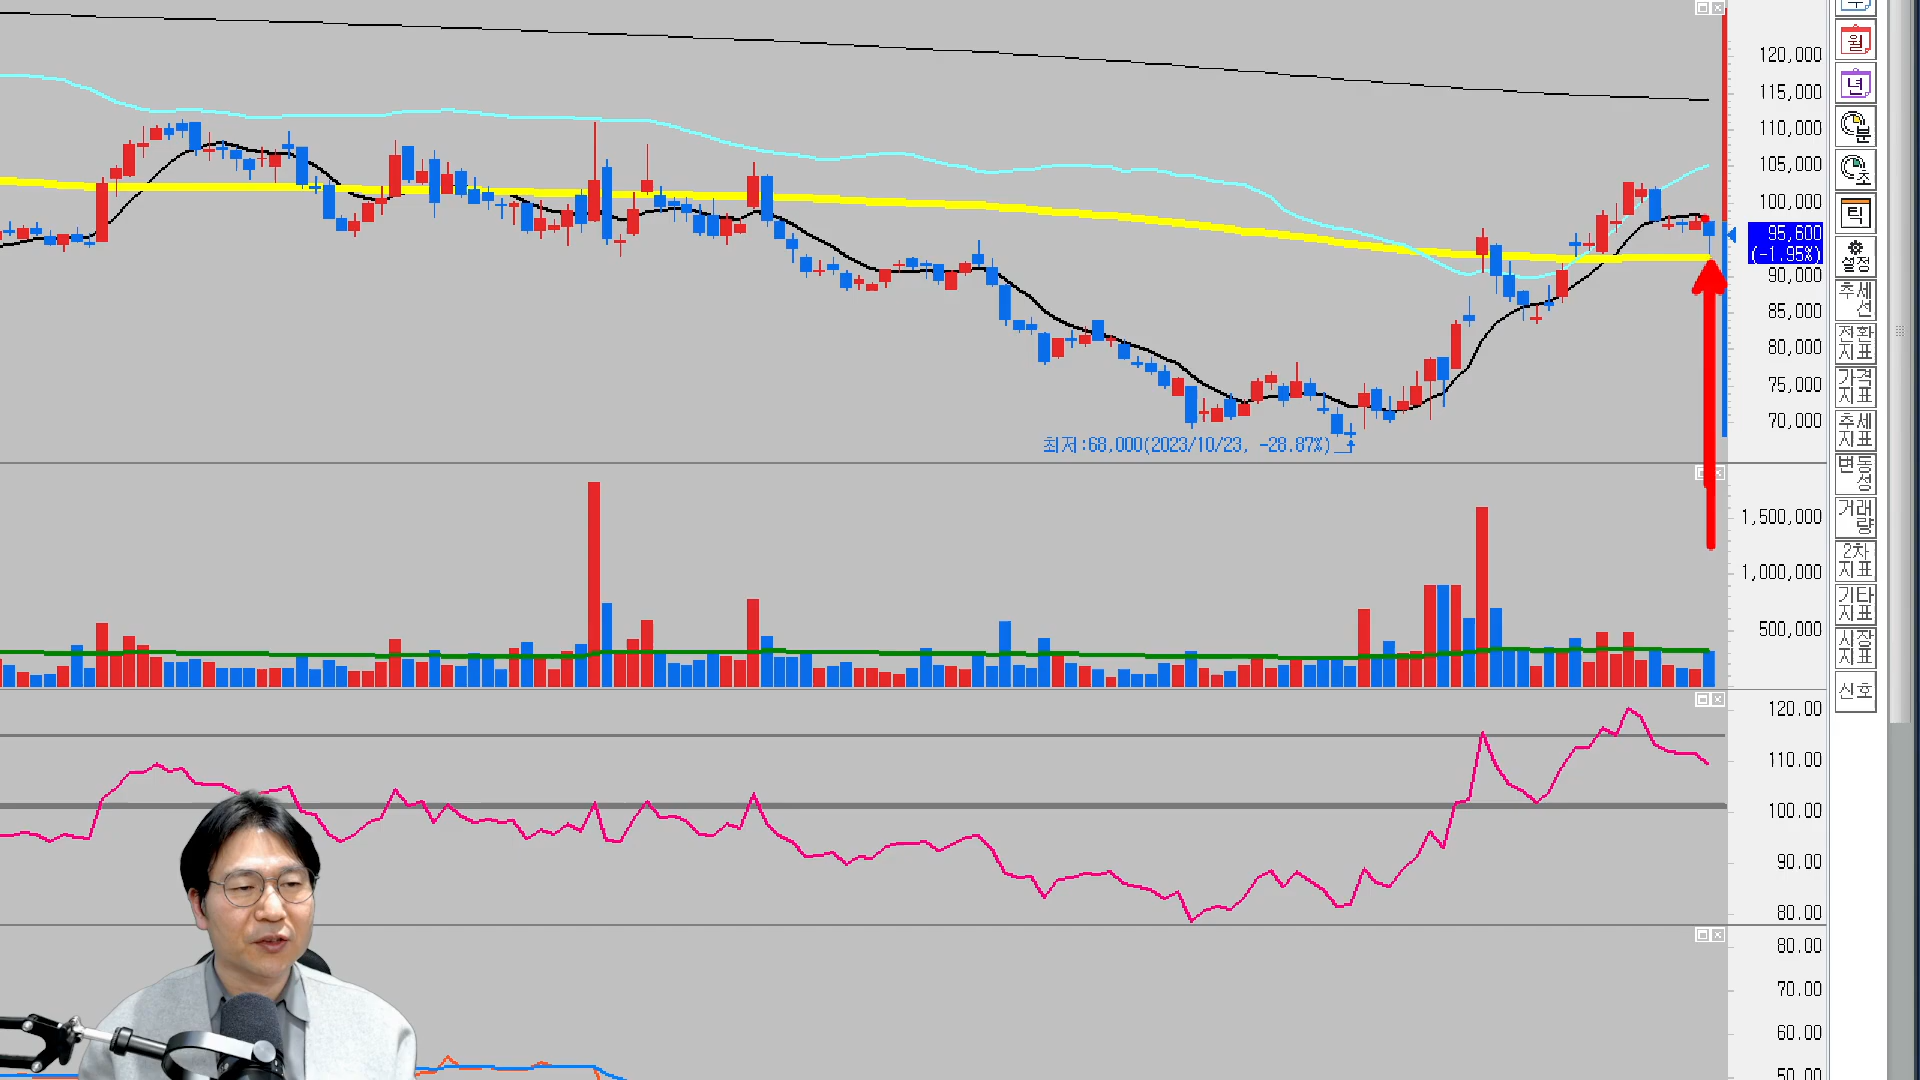 120,000
115,000
110,000
105,000
100,000
95,600
(-1.95%)
90,000
85,000
80,000
75,000
70,000
최저:68,000(2023/10/23, -28.87%)
1,500,000
1,000,000
500,000
120.00
110.00
100.00
90.00
80.00
80.00
70.00
60.00
50.00
월
년
분
초
틱
설정
추세
선
전환
지표
가격
지표
추세
지표
변동
성
거래
량
2차
지표
기타
지표
시장
지표
신호